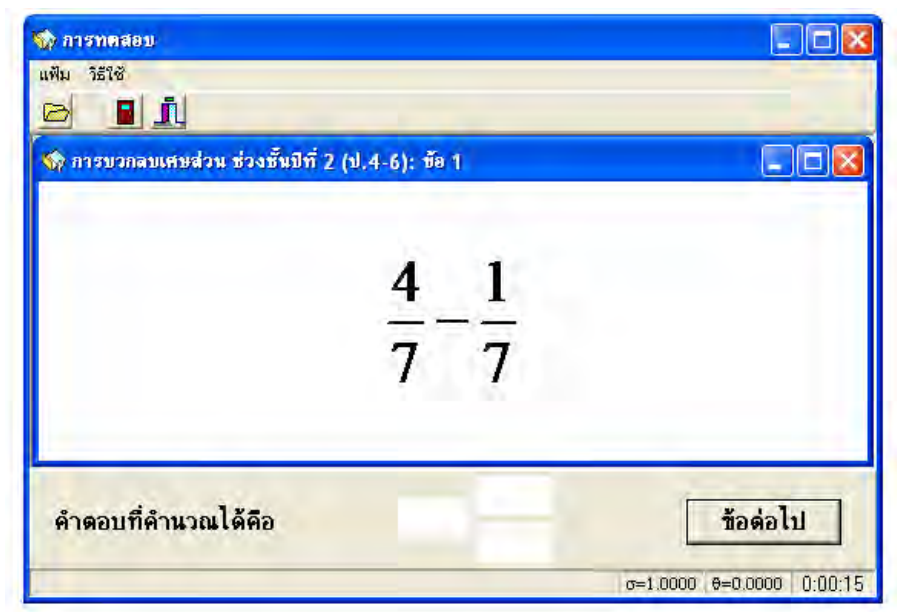 การทดสอบ
แฟ้ม วิธีใช้
การบวกลบเศษส่วน ช่วงชั้นปีที่ 2 (ป.4-6): ข้อ 1
4 1
— − —
7 7
คำตอบที่คำนวณได้คือ
ข้อต่อไป
σ=1.0000 θ=0.0000 0:00:15